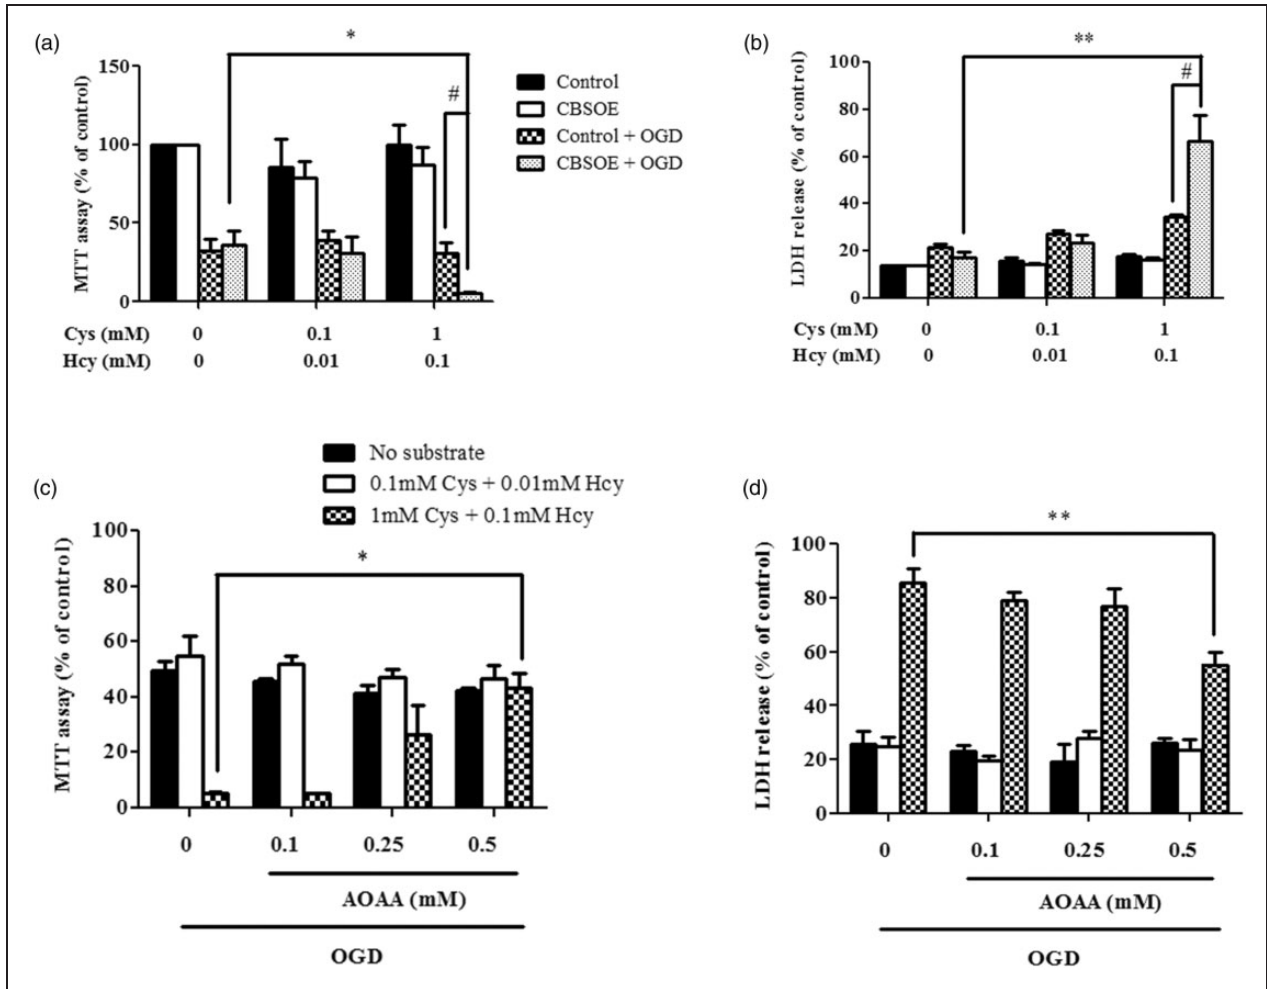 (a)
*
#
MTT assay (% of control)
150
100
50
0
Cys (mM) 0 0.1 1
Hcy (mM) 0 0.01 0.1
Control
CBSOE
Control + OGD
CBSOE + OGD
(b)
**
#
LDH release (% of control)
100
80
60
40
20
0
Cys (mM) 0 0.1 1
Hcy (mM) 0 0.01 0.1
No substrate
0.1mM Cys + 0.01mM Hcy
1mM Cys + 0.1mM Hcy
(c)
*
MTT assay (% of control)
100
80
60
40
20
0
0 0.1 0.25 0.5
AOAA (mM)
OGD
(d)
**
LDH release (% of control)
100
80
60
40
20
0
0 0.1 0.25 0.5
AOAA (mM)
OGD